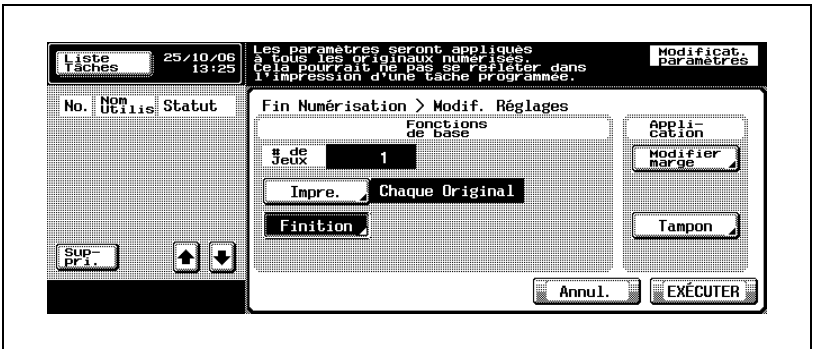 Liste
Tâches
25/10/06
13:25
Les paramètres seront appliqués
à tous les originaux numérisés.
Cela pourrait ne pas se refléter dans
l'impression d'une tâche programmée.
Modificat.
paramètres
No. Nom Utilis Statut
Fin Numérisation > Modif. Réglages
Fonctions
de base
Appli-
cation
# de
Jeux
1
Modifier
marge
Impre. Chaque Original
Finition
Tampon
Sup-
pri.
Annul.
EXÉCUTER